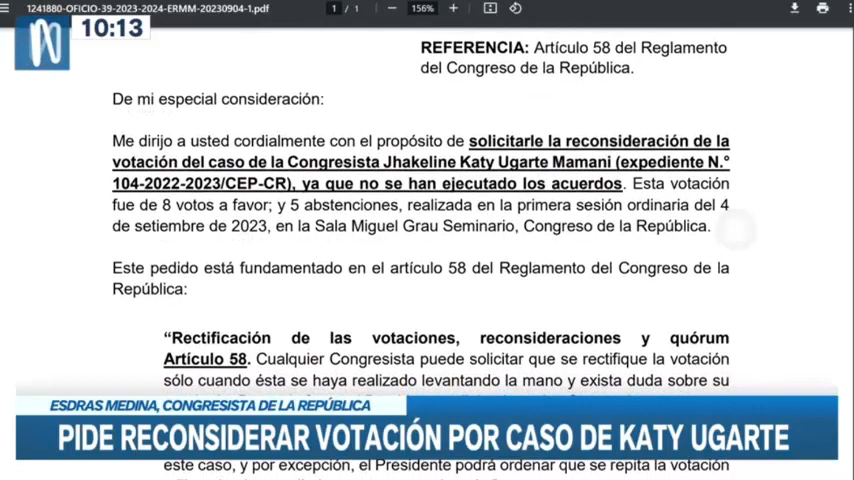 1241880-OFICIO-39-2023-2024-ERMM-20230904-1.pdf
1 / 1
156%
10:13
REFERENCIA: Artículo 58 del Reglamento
del Congreso de la República.
De mi especial consideración:
Me dirijo a usted cordialmente con el propósito de solicitarle la reconsideración de la
votación del caso de la Congresista Jhakeline Katy Ugarte Mamani (expediente N.°
104-2022-2023/CEP-CR), ya que no se han ejecutado los acuerdos. Esta votación
fue de 8 votos a favor; y 5 abstenciones, realizada en la primera sesión ordinaria del 4
de setiembre de 2023, en la Sala Miguel Grau Seminario, Congreso de la República.
Este pedido está fundamentado en el artículo 58 del Reglamento del Congreso de la
República:
“Rectificación de las votaciones, reconsideraciones y quórum
Artículo 58. Cualquier Congresista puede solicitar que se rectifique la votación
sólo cuando ésta se haya realizado levantando la mano y exista duda sobre su
ESDRAS MEDINA, CONGRESISTA DE LA REPÚBLICA
PIDE RECONSIDERAR VOTACIÓN POR CASO DE KATY UGARTE
este caso, y por excepción, el Presidente podrá ordenar que se repita la votación